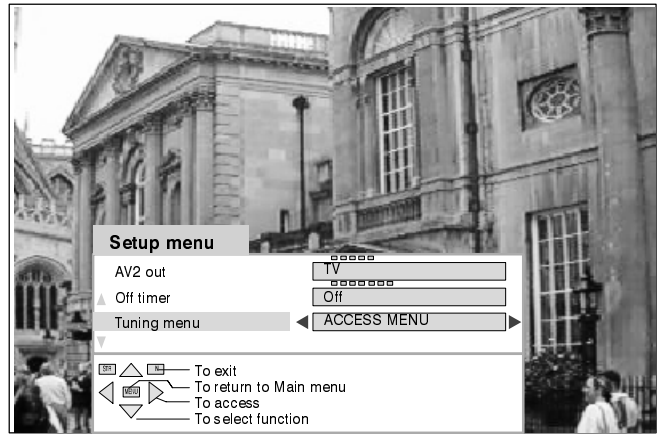 Setup menu
AV2 out TV
Off timer Off
Tuning menu ACCESS MENU
STR N To exit
MENU To return to Main menu
To access
To select function